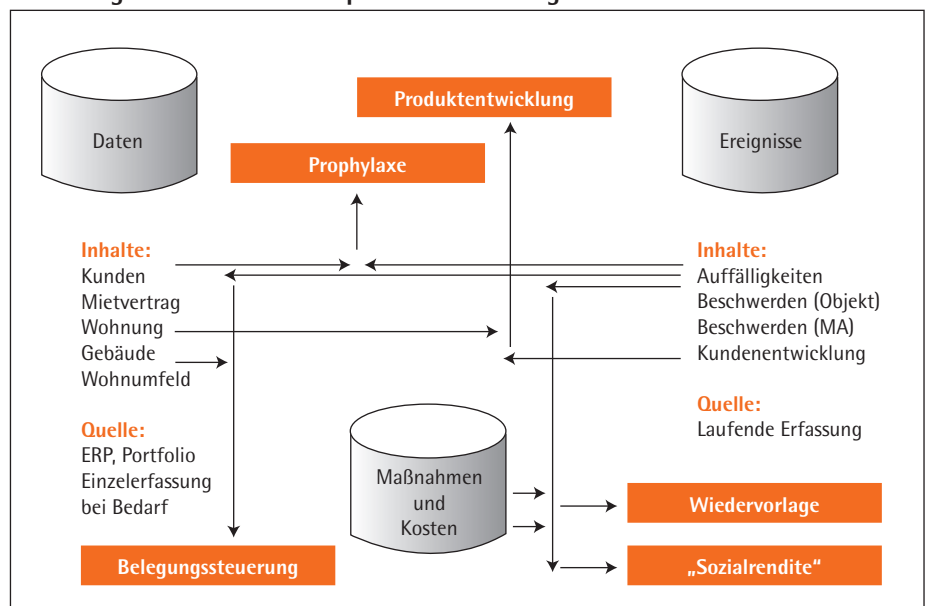 Daten
Produktentwicklung
Ereignisse
Prophylaxe
Inhalte:
Kunden
Mietvertrag
Wohnung
Gebäude
Wohnumfeld
Quelle:
ERP, Portfolio
Einzelerfassung
bei Bedarf
Inhalte:
Auffälligkeiten
Beschwerden (Objekt)
Beschwerden (MA)
Kundenentwicklung
Quelle:
Laufende Erfassung
Maßnahmen
und
Kosten
Wiedervorlage
Belegungssteuerung
„Sozialrendite“